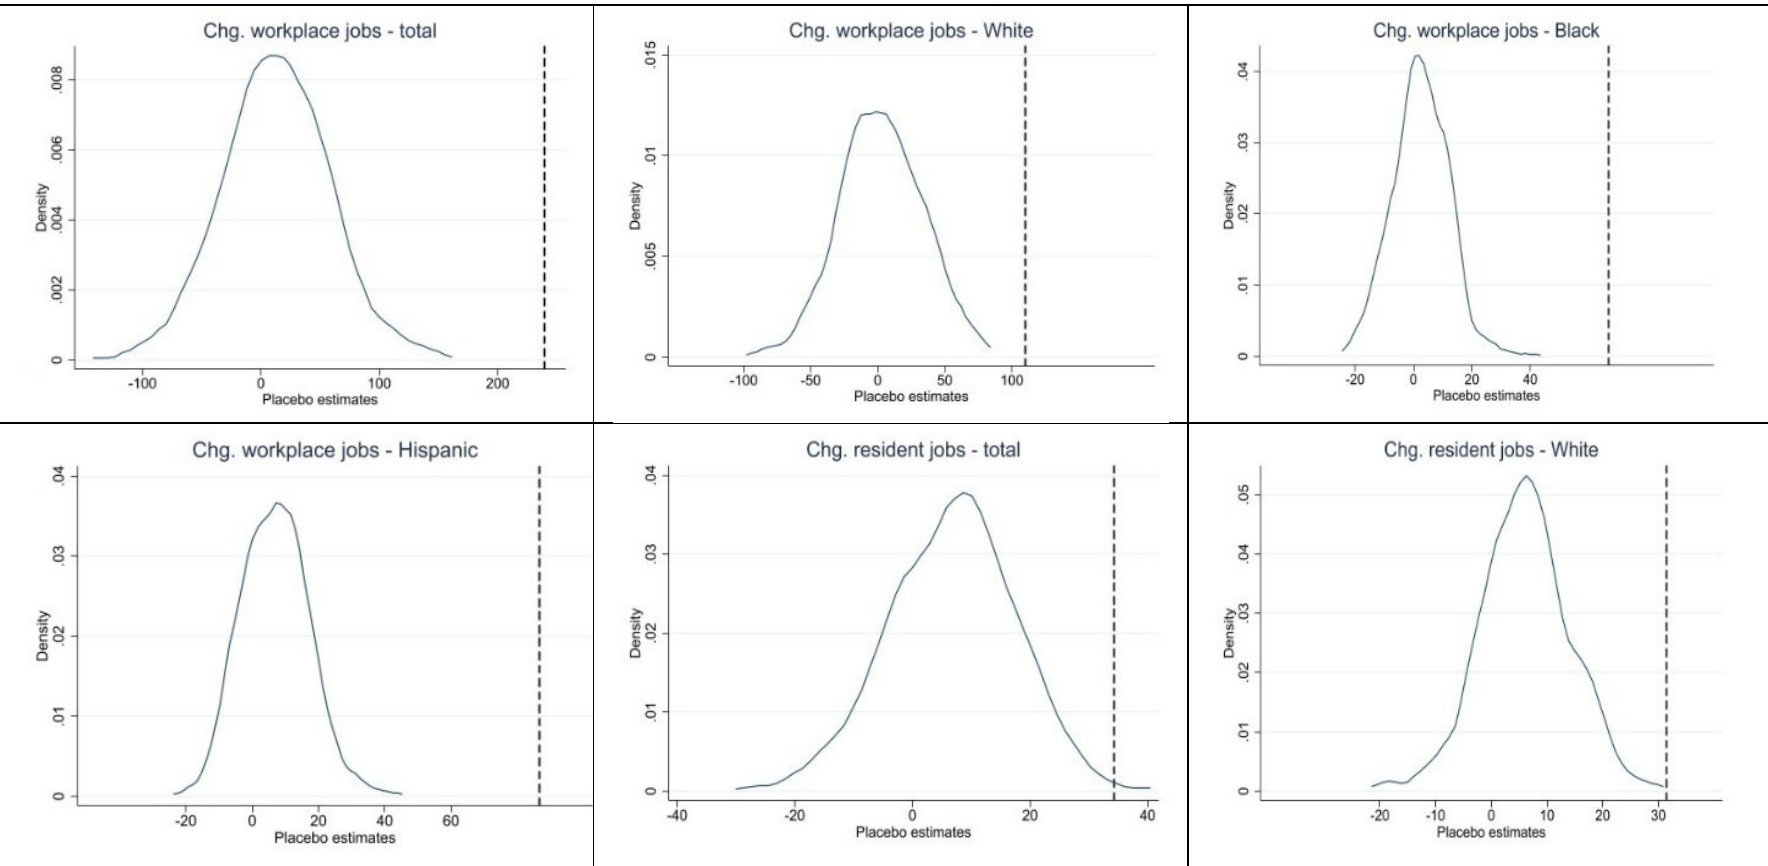 Chg. workplace jobs - total
Density
.008
.006
.004
.002
0
-100 0 100 200
Placebo estimates
Chg. workplace jobs - White
Density
.015
.01
.005
0
-100 -50 0 50 100
Placebo estimates
Chg. workplace jobs - Black
Density
.04
.03
.02
.01
0
-20 0 20 40
Placebo estimates
Chg. workplace jobs - Hispanic
Density
.04
.03
.02
.01
0
-20 0 20 40 60
Placebo estimates
Chg. resident jobs - total
Density
.04
.03
.02
.01
0
-40 -20 0 20 40
Placebo estimates
Chg. resident jobs - White
Density
.05
.04
.03
.02
.01
0
-20 -10 0 10 20 30
Placebo estimates